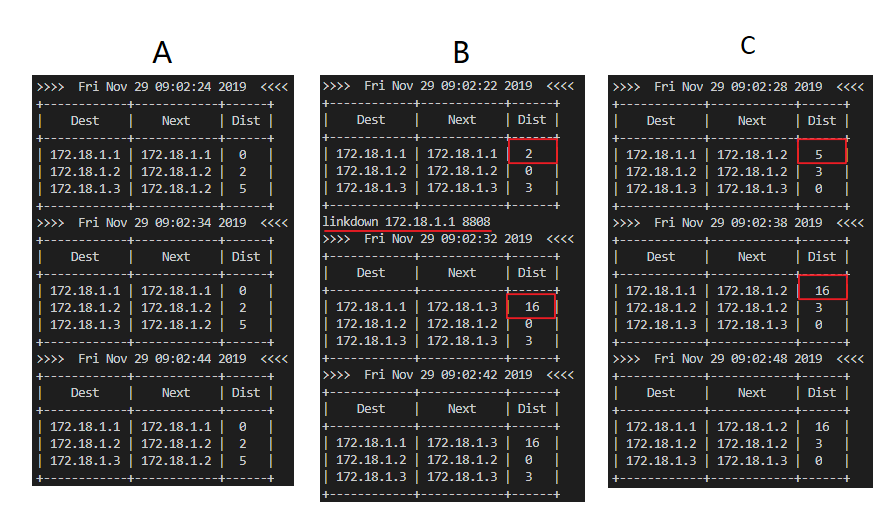 A
>>>>  Fri Nov 29 09:02:24 2019  <<<<
+-----------+-----------+------+
|    Dest    |    Next    | Dist |
+-----------+-----------+------+
| 172.18.1.1 | 172.18.1.1 |  0   |
| 172.18.1.2 | 172.18.1.2 |  2   |
| 172.18.1.3 | 172.18.1.2 |  5   |
+-----------+-----------+------+
>>>>  Fri Nov 29 09:02:34 2019  <<<<
+-----------+-----------+------+
|    Dest    |    Next    | Dist |
+-----------+-----------+------+
| 172.18.1.1 | 172.18.1.1 |  0   |
| 172.18.1.2 | 172.18.1.2 |  2   |
| 172.18.1.3 | 172.18.1.2 |  5   |
+-----------+-----------+------+
>>>>  Fri Nov 29 09:02:44 2019  <<<<
+-----------+-----------+------+
|    Dest    |    Next    | Dist |
+-----------+-----------+------+
| 172.18.1.1 | 172.18.1.1 |  0   |
| 172.18.1.2 | 172.18.1.2 |  2   |
| 172.18.1.3 | 172.18.1.2 |  5   |
+-----------+-----------+------+
B
>>>>  Fri Nov 29 09:02:22 2019  <<<<
+-----------+-----------+------+
|    Dest    |    Next    | Dist |
+-----------+-----------+------+
| 172.18.1.1 | 172.18.1.1 |  2   |
| 172.18.1.2 | 172.18.1.2 |  0   |
| 172.18.1.3 | 172.18.1.3 |  3   |
+-----------+-----------+------+
linkdown 172.18.1.1 8808
>>>>  Fri Nov 29 09:02:32 2019  <<<<
+-----------+-----------+------+
|    Dest    |    Next    | Dist |
+-----------+-----------+------+
| 172.18.1.1 | 172.18.1.3 |  16  |
| 172.18.1.2 | 172.18.1.2 |  0   |
| 172.18.1.3 | 172.18.1.3 |  3   |
+-----------+-----------+------+
>>>>  Fri Nov 29 09:02:42 2019  <<<<
+-----------+-----------+------+
|    Dest    |    Next    | Dist |
+-----------+-----------+------+
| 172.18.1.1 | 172.18.1.3 |  16  |
| 172.18.1.2 | 172.18.1.2 |  0   |
| 172.18.1.3 | 172.18.1.3 |  3   |
+-----------+-----------+------+
C
>>>>  Fri Nov 29 09:02:28 2019  <<<<
+-----------+-----------+------+
|    Dest    |    Next    | Dist |
+-----------+-----------+------+
| 172.18.1.1 | 172.18.1.2 |  5   |
| 172.18.1.2 | 172.18.1.2 |  3   |
| 172.18.1.3 | 172.18.1.3 |  0   |
+-----------+-----------+------+
>>>>  Fri Nov 29 09:02:38 2019  <<<<
+-----------+-----------+------+
|    Dest    |    Next    | Dist |
+-----------+-----------+------+
| 172.18.1.1 | 172.18.1.2 |  16  |
| 172.18.1.2 | 172.18.1.2 |  3   |
| 172.18.1.3 | 172.18.1.3 |  0   |
+-----------+-----------+------+
>>>>  Fri Nov 29 09:02:48 2019  <<<<
+-----------+-----------+------+
|    Dest    |    Next    | Dist |
+-----------+-----------+------+
| 172.18.1.1 | 172.18.1.2 |  16  |
| 172.18.1.2 | 172.18.1.2 |  3   |
| 172.18.1.3 | 172.18.1.3 |  0   |
+-----------+-----------+------+